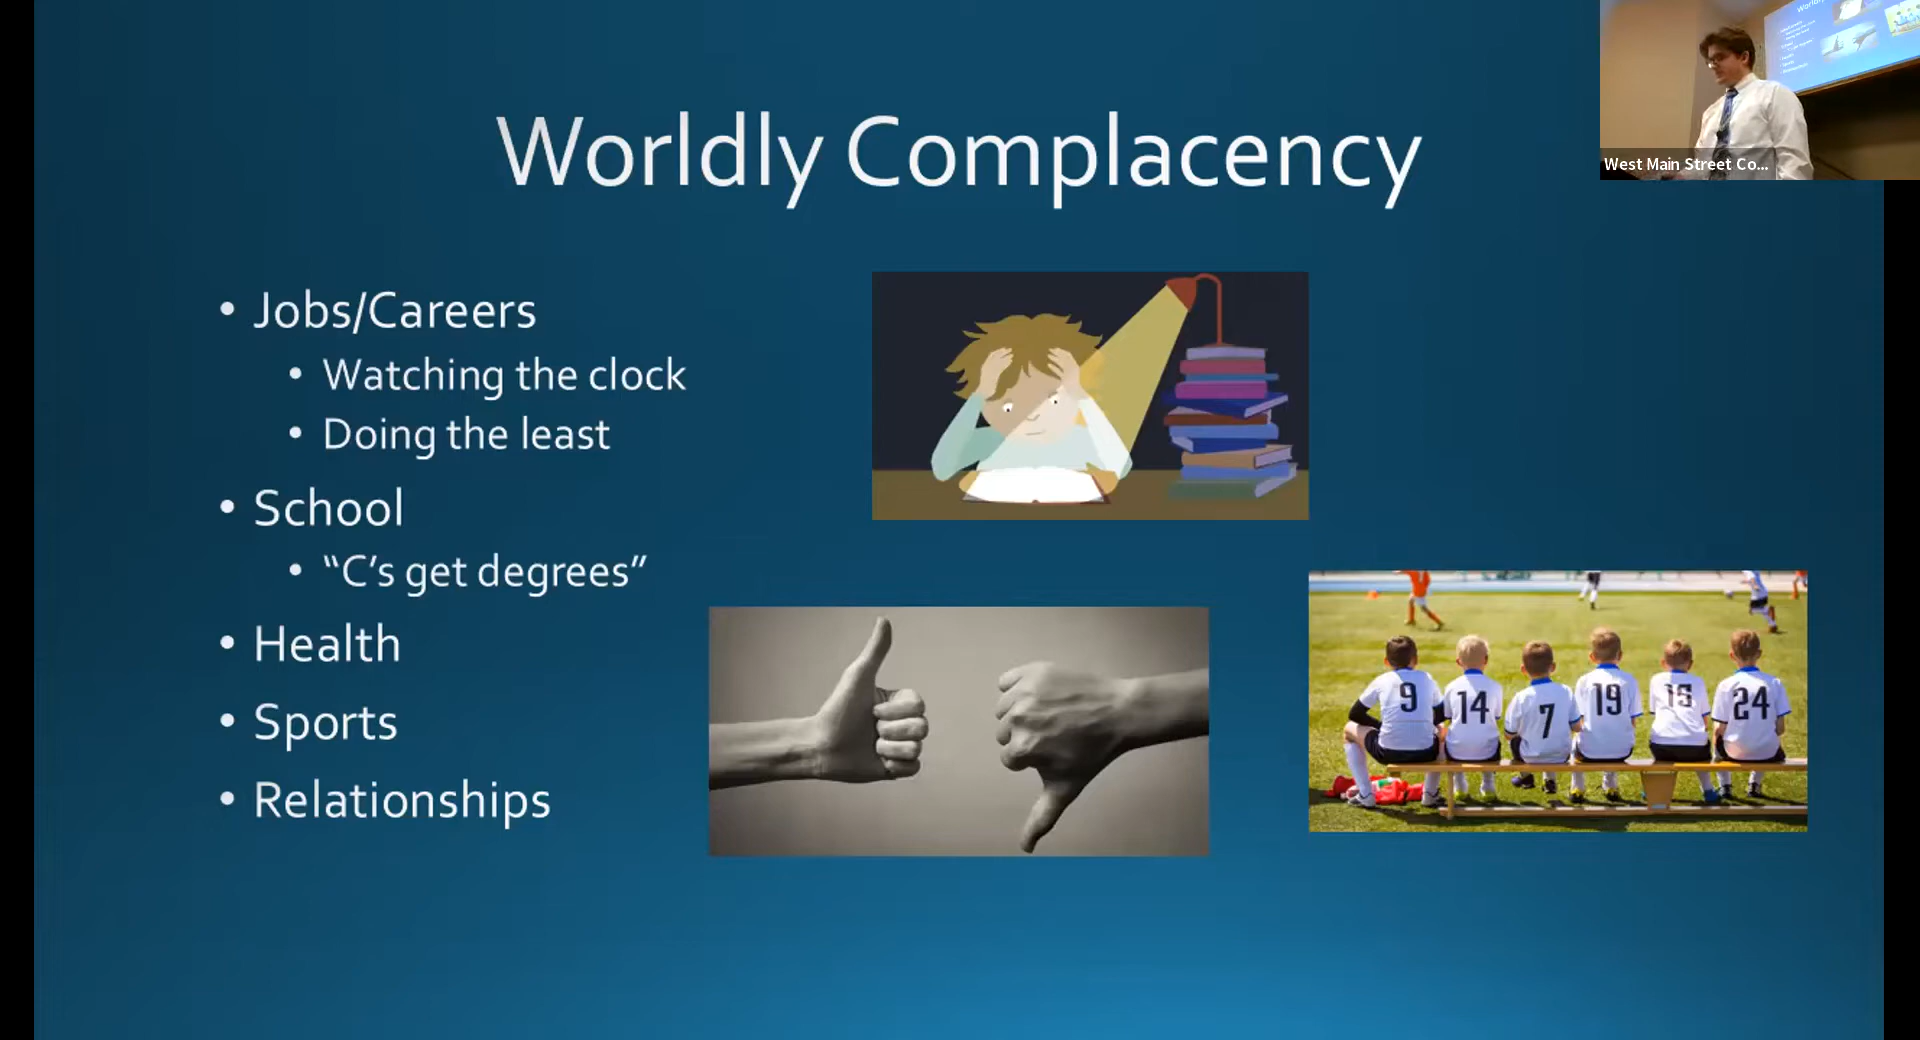 Worldly Complacency
West Main Street Co...
• Jobs/Careers
• Watching the clock
• Doing the least
• School
• “C’s get degrees”
• Health
• Sports
• Relationships
9 14 7 19 15 24